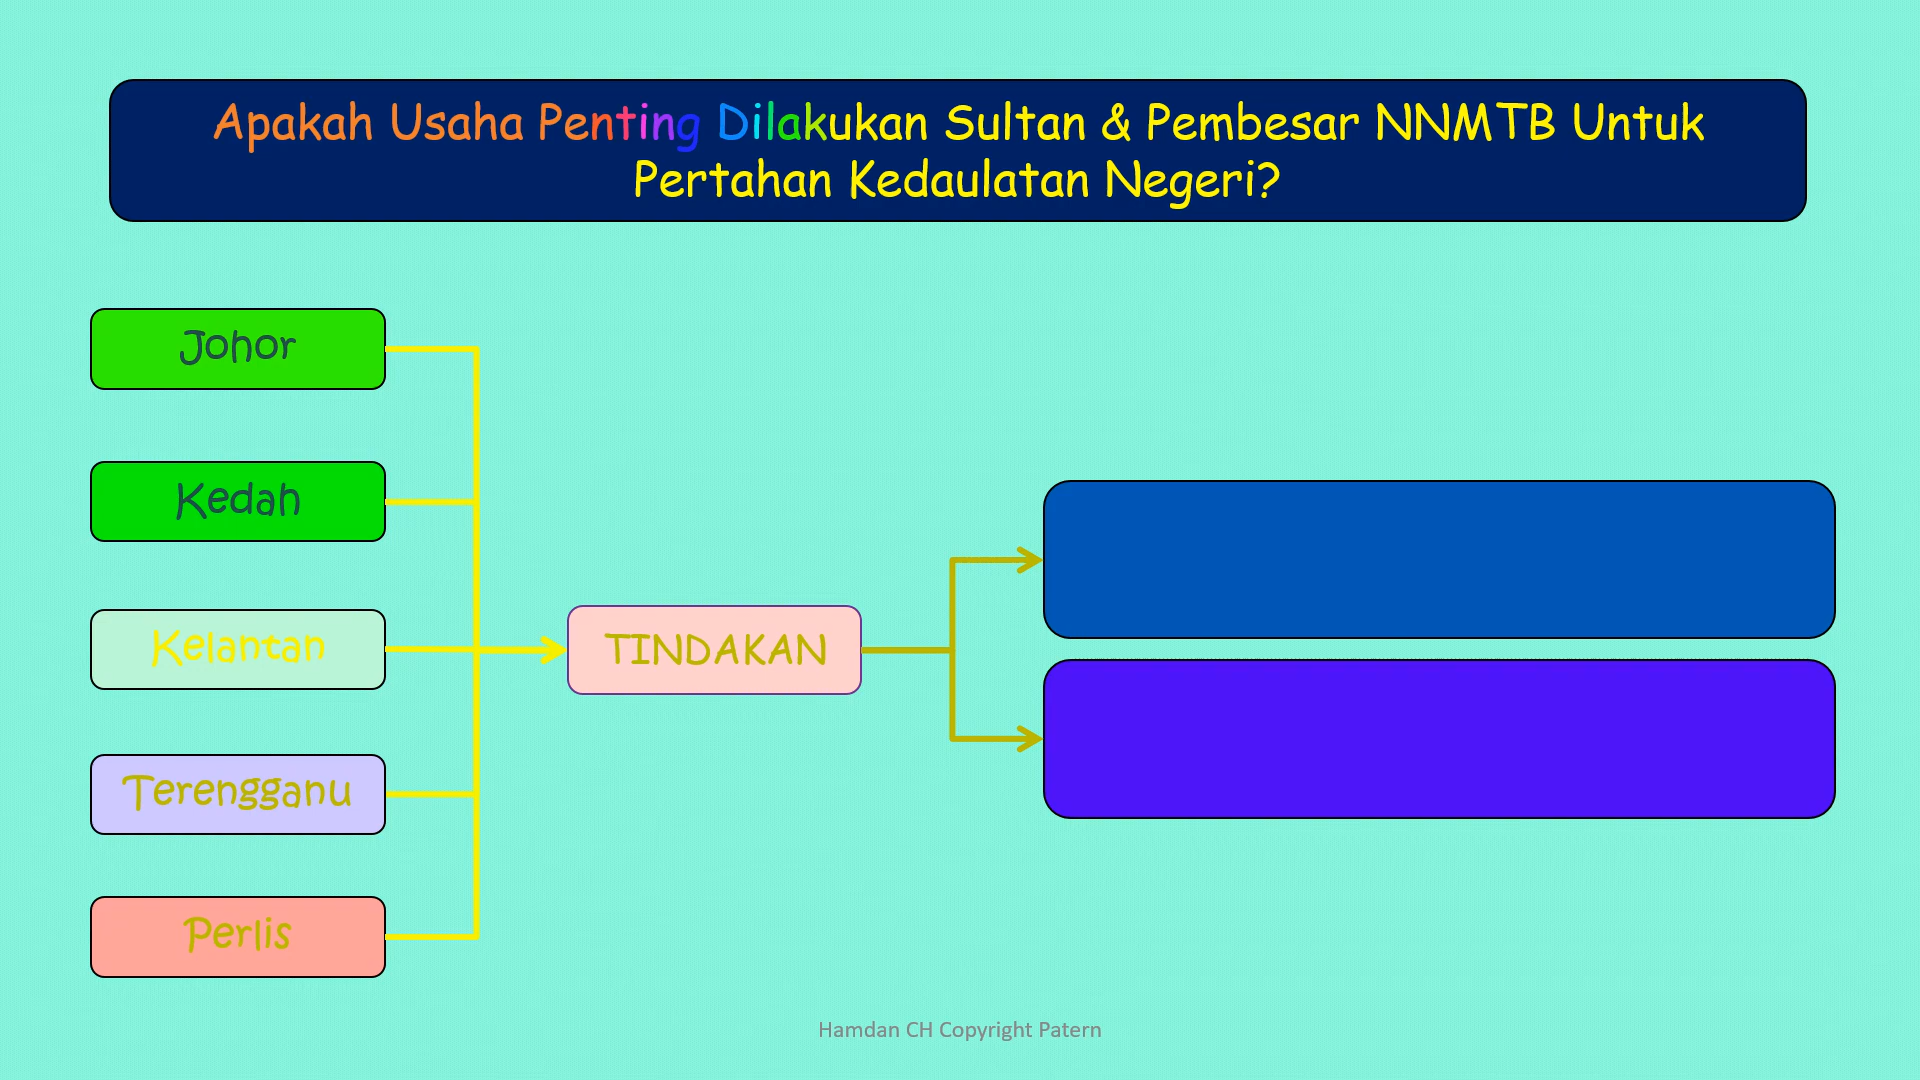 Apakah Usaha Penting Dilakukan Sultan & Pembesar NNMTB Untuk
Pertahan Kedaulatan Negeri?
Johor
Kedah
Kelantan
Terengganu
Perlis
TINDAKAN
Hamdan CH Copyright Patern